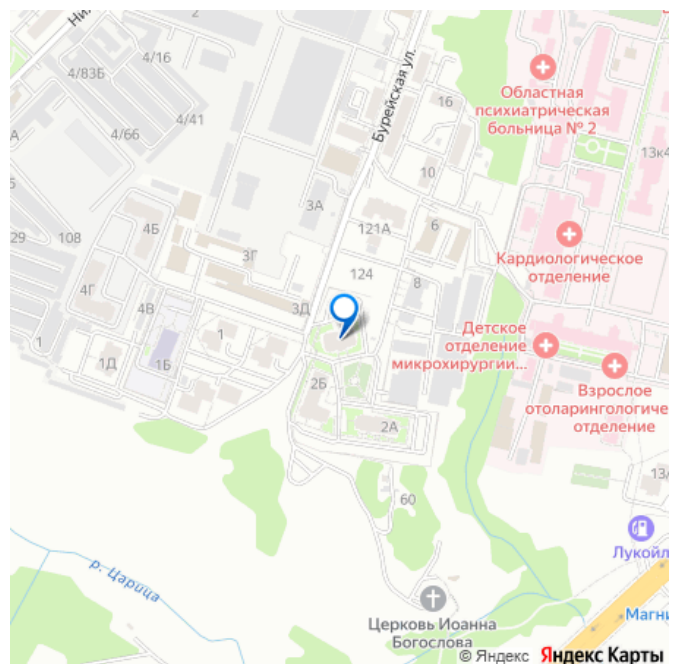 4/16
4/83Б
4/41
4/66
2
Бурейская ул.
16
Областная
психиатрическая
больница № 2
13к4
10
3А
121А
6
Кардиологическое
отделение
29
108
4Б
3Г
124
8
4Г
4В
3Д
1
1
1Д
1Б
Детское
отделение
микрохирургии...
Взрослое
отоларингологиче
отделение
2Б
2А
60
13/
Лукойл
р. Царица
Магни
Церковь Иоанна
Богослова
© Яндекс Яндекс Карты